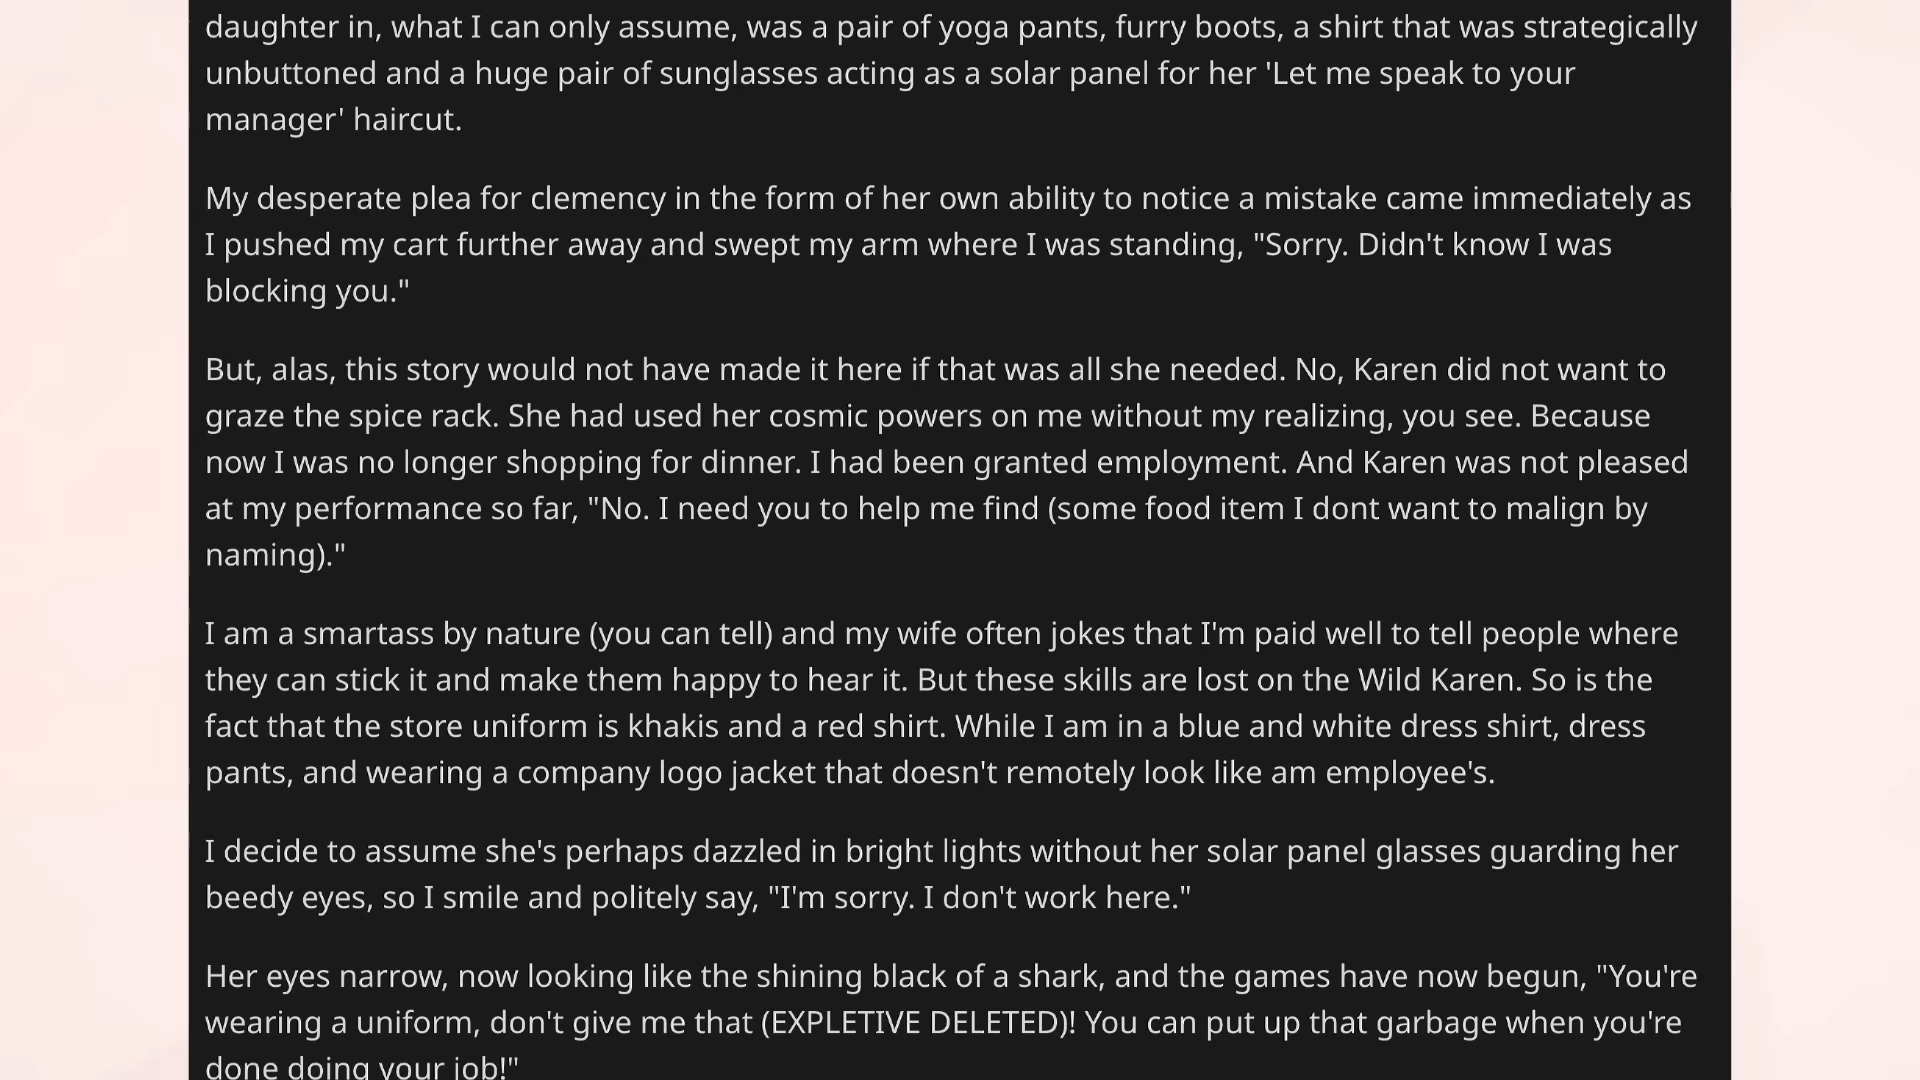 daughter in, what I can only assume, was a pair of yoga pants, furry boots, a shirt that was strategically
unbuttoned and a huge pair of sunglasses acting as a solar panel for her 'Let me speak to your
manager' haircut.
My desperate plea for clemency in the form of her own ability to notice a mistake came immediately as
I pushed my cart further away and swept my arm where I was standing, "Sorry. Didn't know I was
blocking you."
But, alas, this story would not have made it here if that was all she needed. No, Karen did not want to
graze the spice rack. She had used her cosmic powers on me without my realizing, you see. Because
now I was no longer shopping for dinner. I had been granted employment. And Karen was not pleased
at my performance so far, "No. I need you to help me find (some food item I dont want to malign by
naming)."
I am a smartass by nature (you can tell) and my wife often jokes that I'm paid well to tell people where
they can stick it and make them happy to hear it. But these skills are lost on the Wild Karen. So is the
fact that the store uniform is khakis and a red shirt. While I am in a blue and white dress shirt, dress
pants, and wearing a company logo jacket that doesn't remotely look like am employee's.
I decide to assume she's perhaps dazzled in bright lights without her solar panel glasses guarding her
beedy eyes, so I smile and politely say, "I'm sorry. I don't work here."
Her eyes narrow, now looking like the shining black of a shark, and the games have now begun, "You're
wearing a uniform, don't give me that (EXPLETIVE DELETED)! You can put up that garbage when you're
done doing your job!"